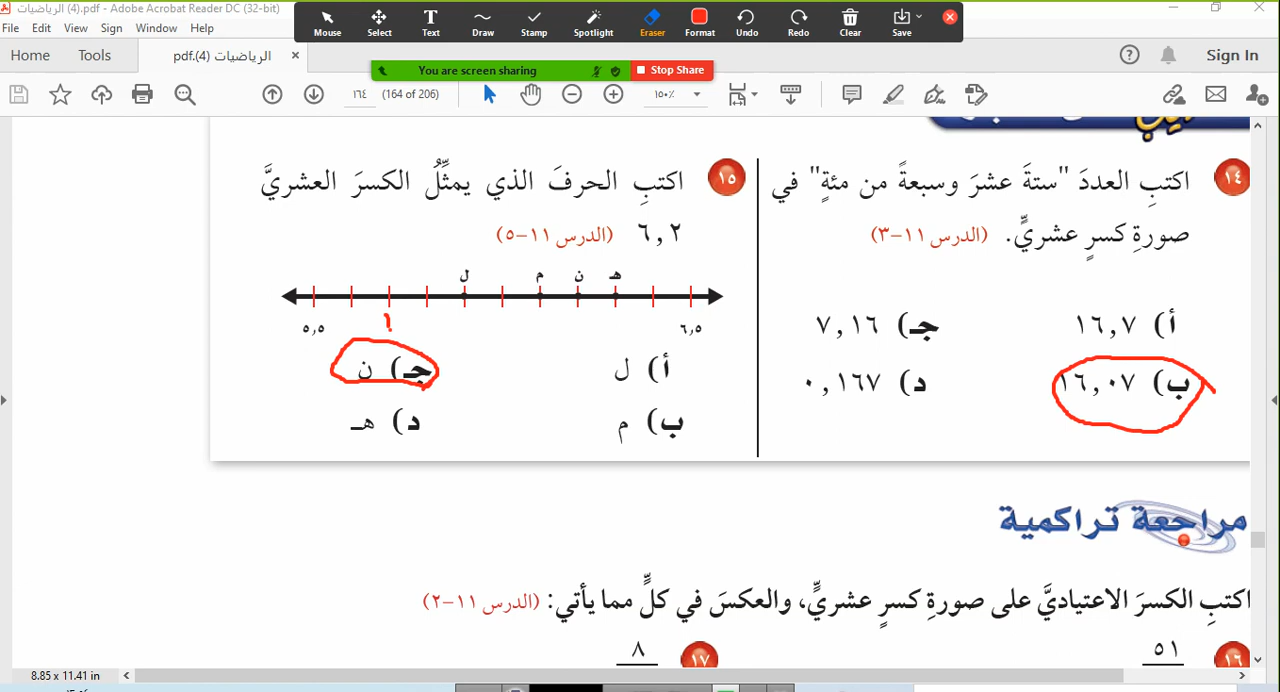 الرياضيات (4).pdf - Adobe Acrobat Reader DC (32-bit)
File Edit View Sign Window Help
Mouse Select Text Draw Stamp Spotlight Eraser Format Undo Redo Clear Save
Home Tools
الرياضيات (4).pdf ×
Sign In
You are screen sharing Stop Share
١٦٤ (164 of 206) ١٥٠٪
١٤ اكتبِ العددَ "ستةَ عشرَ وسبعةً من مئةٍ" في
صورةِ كسرٍ عشريٍّ. (الدرس ١١-٣)
أ) ١٦,٧ جـ) ٧,١٦
ب) ١٦,٠٧ د) ٠,١٦٧
١٥ اكتبِ الحرفَ الذي يمثِّلُ الكسرَ العشريَّ
٦,٢ (الدرس ١١-٥)
ل م ن هـ
٥,٥ ٦,٥
أ) ل جـ) ن
ب) م د) هـ
مراجعة تراكمية
اكتبِ الكسرَ الاعتياديَّ على صورةِ كسرٍ عشريٍّ، والعكسَ في كلٍّ مما يأتي: (الدرس ١١-٢)
١٦ ٥١ ١٧ ٨
8.85 x 11.41 in